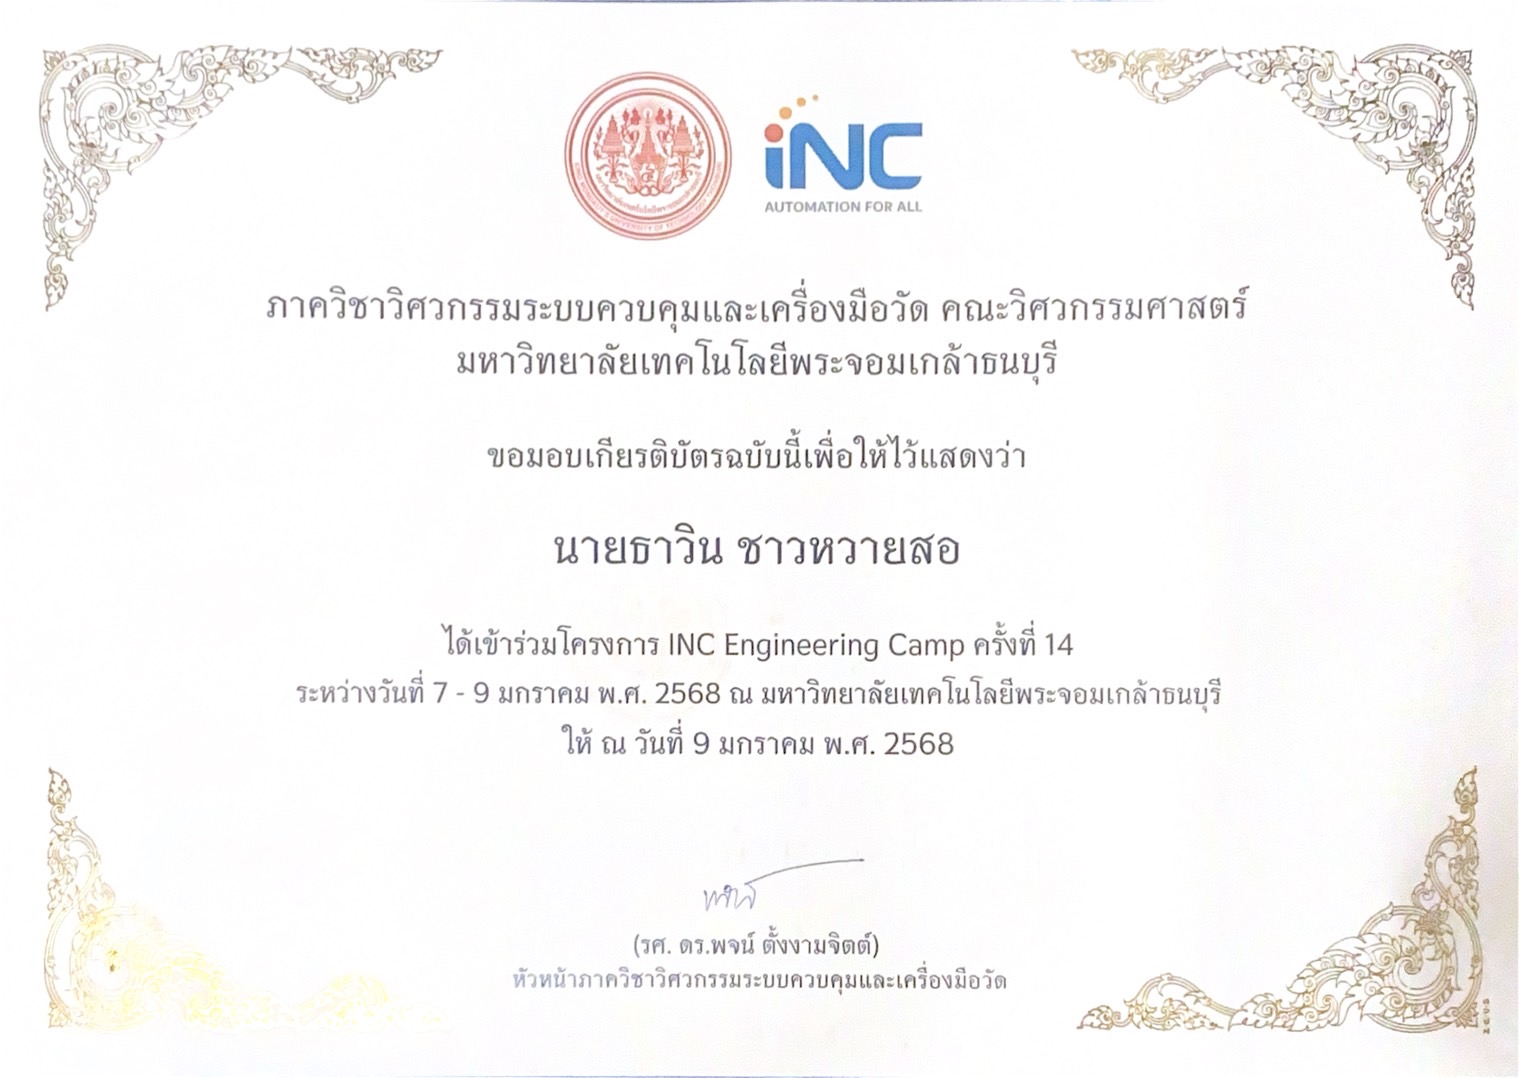 iNC
AUTOMATION FOR ALL
ภาควิชาวิศวกรรมระบบควบคุมและเครื่องมือวัด คณะวิศวกรรมศาสตร์
มหาวิทยาลัยเทคโนโลยีพระจอมเกล้าธนบุรี
ขอมอบเกียรติบัตรฉบับนี้เพื่อให้ไว้แสดงว่า
นายธาวิน ชาวหวายสอ
ได้เข้าร่วมโครงการ INC Engineering Camp ครั้งที่ 14
ระหว่างวันที่ 7 - 9 มกราคม พ.ศ. 2568 ณ มหาวิทยาลัยเทคโนโลยีพระจอมเกล้าธนบุรี
ให้ ณ วันที่ 9 มกราคม พ.ศ. 2568
(รศ. ดร.พจน์ ตั้งงามจิตต์)
หัวหน้าภาควิชาวิศวกรรมระบบควบคุมและเครื่องมือวัด